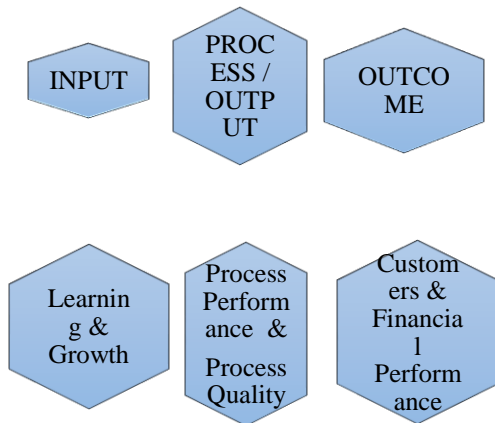 INPUT
PROC
ESS /
OUTP
UT
OUTCO
ME
Learnin
g &
Growth
Process
Perform
ance &
Process
Quality
Custom
ers &
Financia
l
Perform
ance